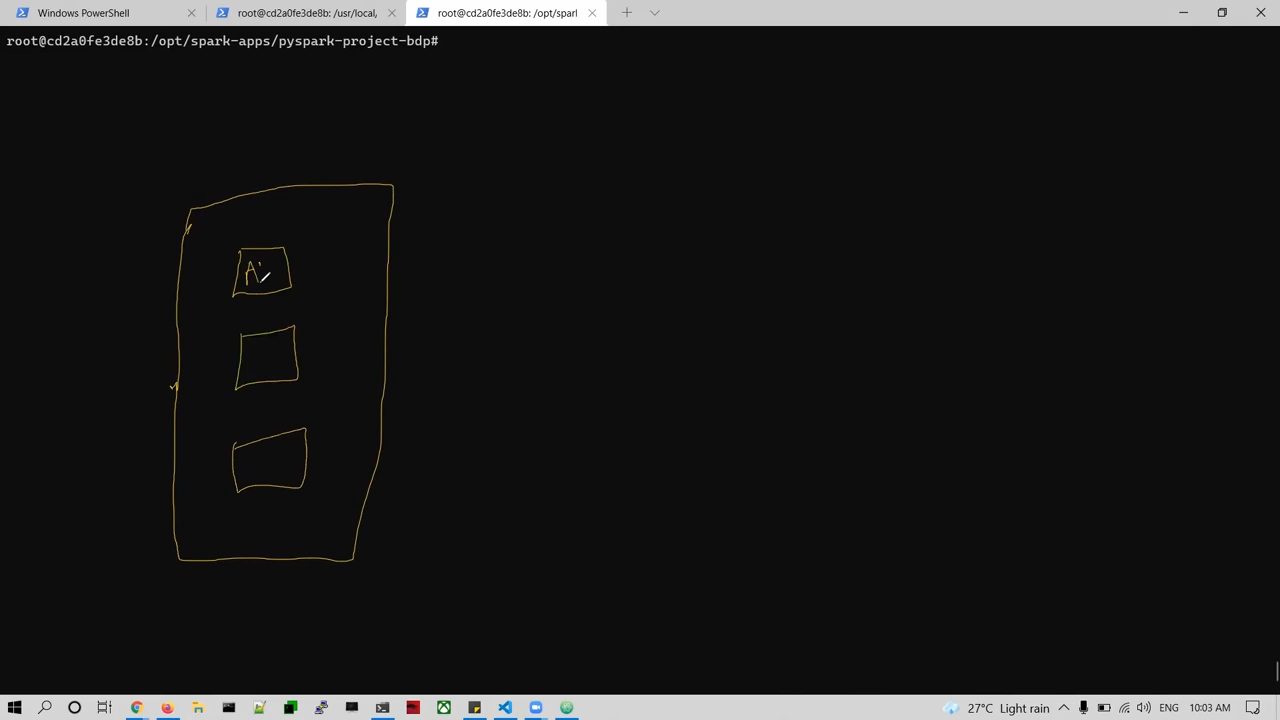 Windows PowerShell
root@cd2a0fe3de8b: /usr/local,
root@cd2a0fe3de8b: /opt/spark
root@cd2a0fe3de8b:/opt/spark-apps/pyspark-project-bdp#
A
27°C Light rain
ENG
10:03 AM